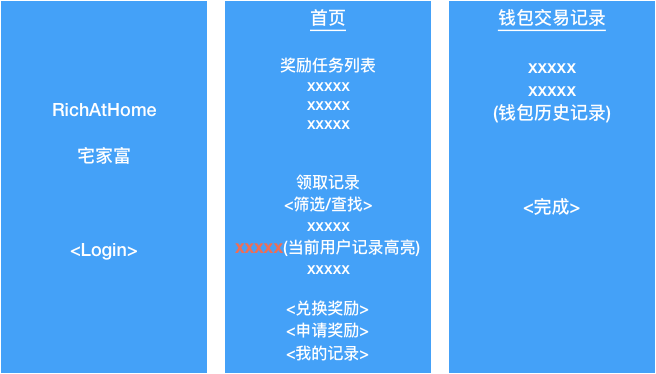 RichAtHome
宅家富
<Login>
首页
奖励任务列表
xxxxx
xxxxx
xxxxx
领取记录
<筛选/查找>
xxxxx
xxxxx(当前用户记录高亮)
xxxxx
<兑换奖励>
<申请奖励>
<我的记录>
钱包交易记录
xxxxx
xxxxx
(钱包历史记录)
<完成>